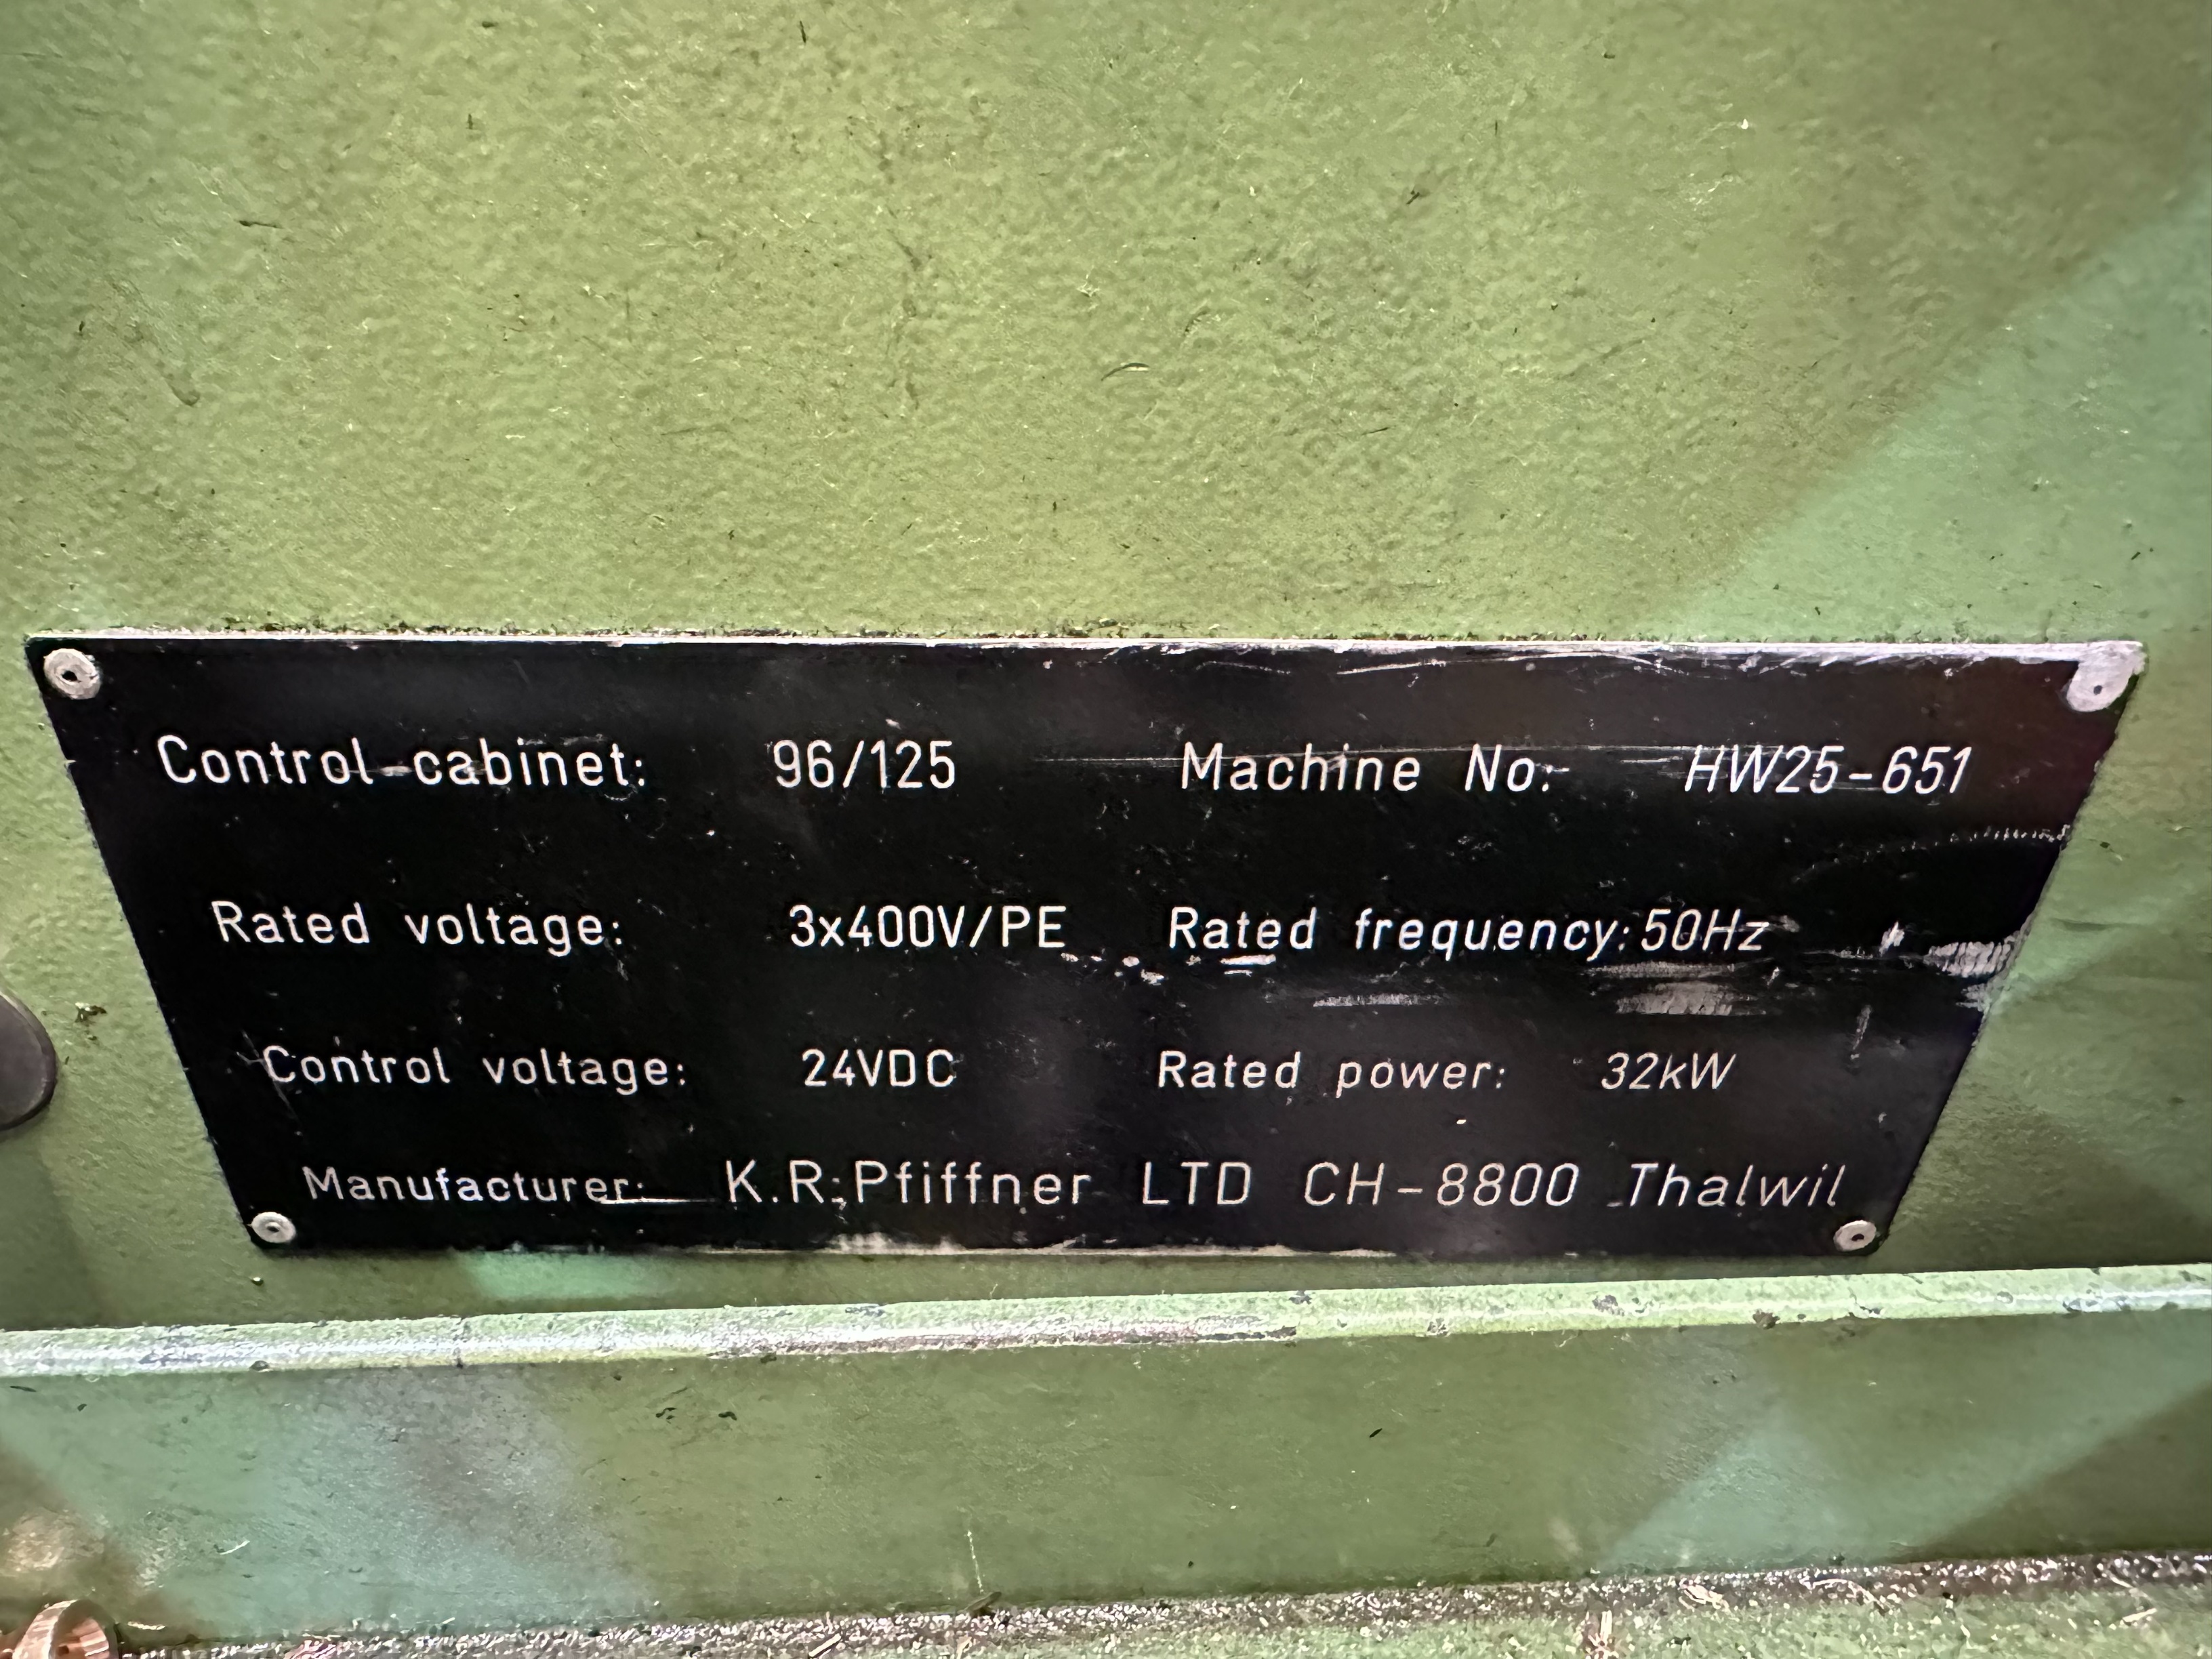 Control-cabinet: 96/125 Machine No: HW25-651
Rated voltage: 3x400V/PE Rated frequency: 50Hz
Control voltage: 24VDC Rated power: 32kW
Manufacturer: K.R.Pfiffner LTD CH-8800 Thalwil